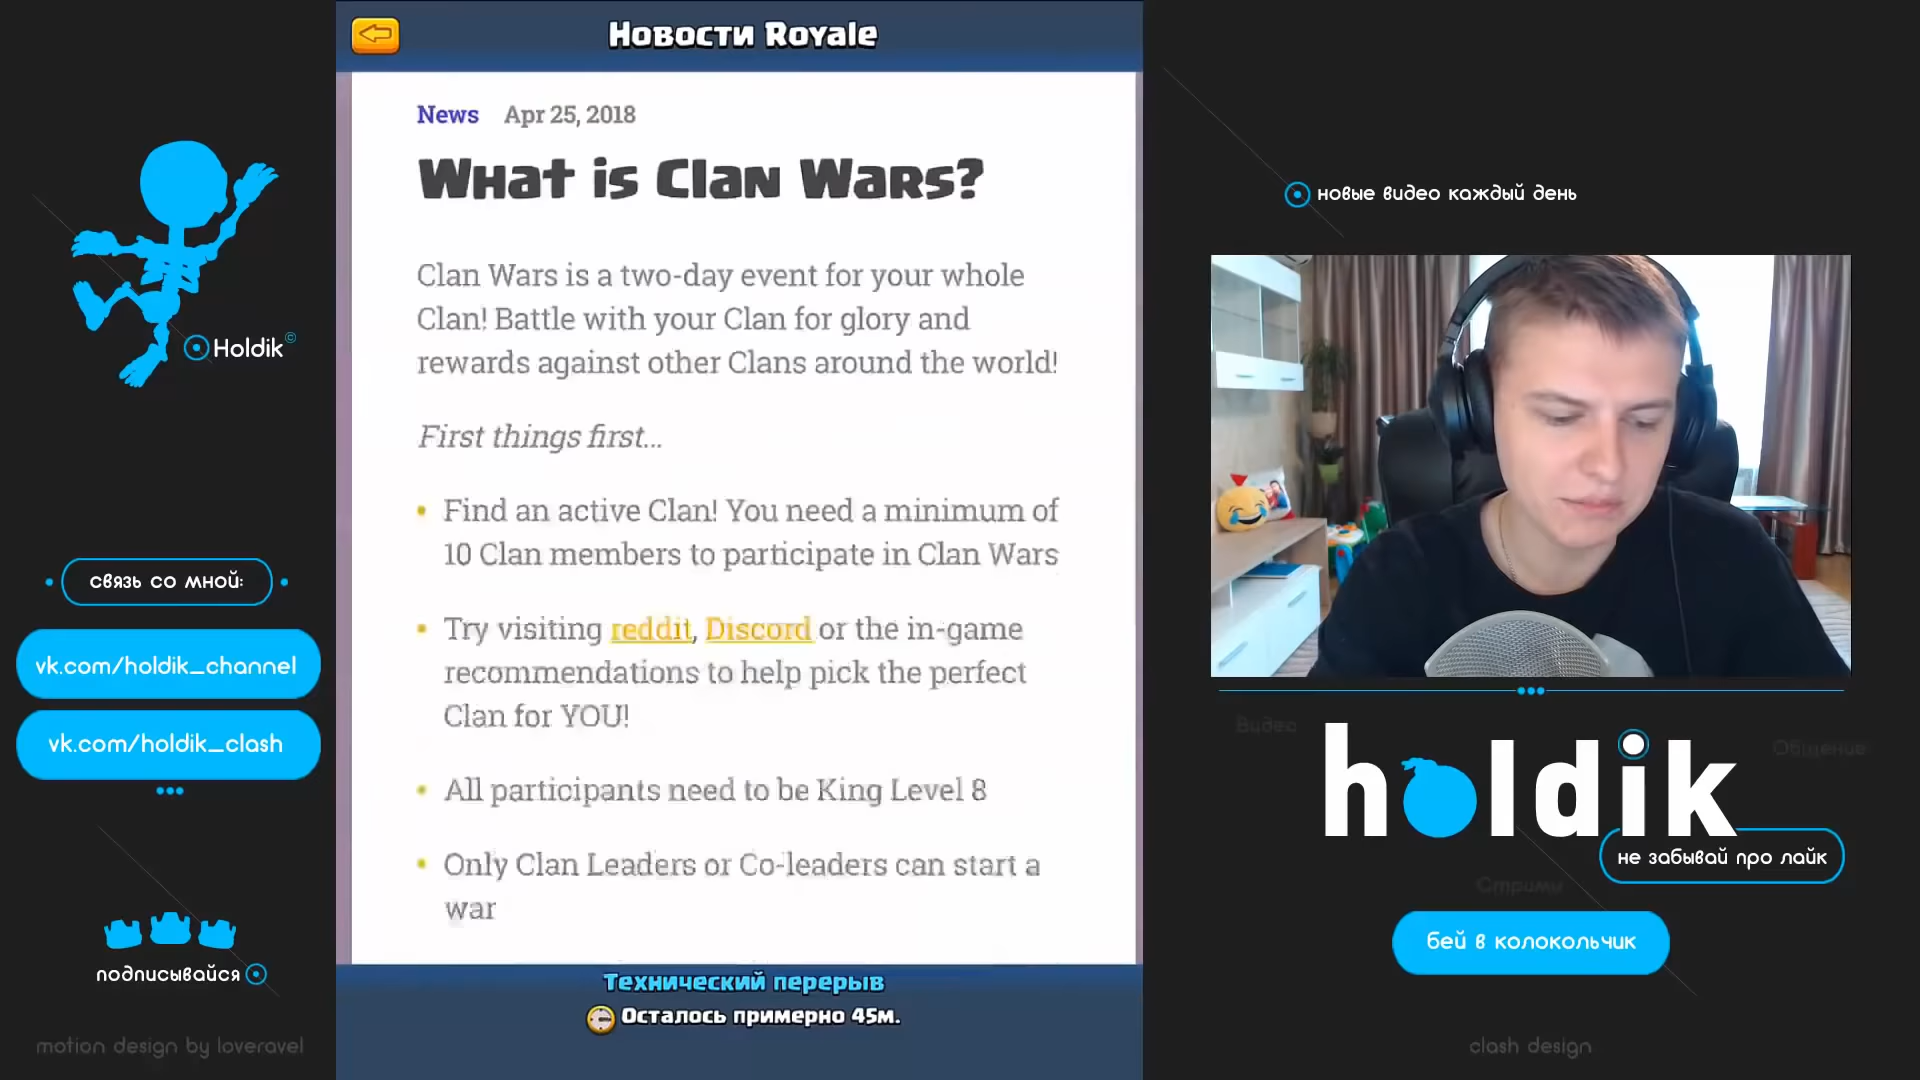 Новости Royale
News Apr 25, 2018
What is Clan Wars?
Clan Wars is a two-day event for your whole
Clan! Battle with your Clan for glory and
rewards against other Clans around the world!
First things first...
• Find an active Clan! You need a minimum of
10 Clan members to participate in Clan Wars
• Try visiting reddit, Discord or the in-game
recommendations to help pick the perfect
Clan for YOU!
• All participants need to be King Level 8
• Only Clan Leaders or Co-leaders can start a
war
Технический перерыв
Осталось примерно 45м.
Holdik©
связь со мной:
vk.com/holdik_channel
vk.com/holdik_clash
подписывайся
motion design by loveravel
новые видео каждый день
Видео
Общение
holdik
не забывай про лайк
Стримы
бей в колокольчик
clash design